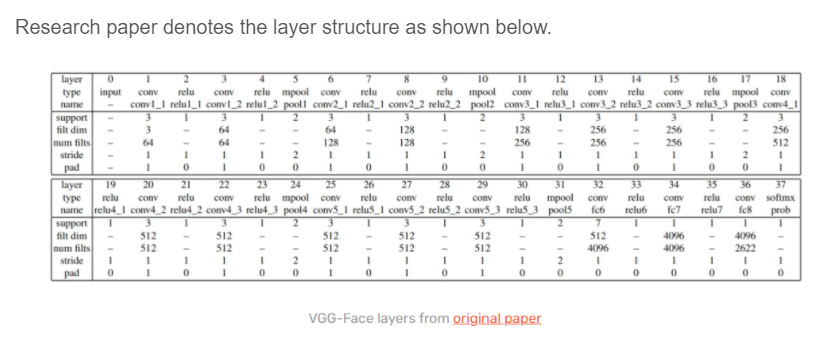 Research paper denotes the layer structure as shown below.
layer 0 1 2 3 4 5 6 7 8 9 10 11 12 13 14 15 16 17 18
type input conv relu conv relu mpool conv relu conv relu mpool conv relu conv relu conv relu mpool conv
name – conv1_1 relu1_1 conv1_2 relu1_2 pool1 conv2_1 relu2_1 conv2_2 relu2_2 pool2 conv3_1 relu3_1 conv3_2 relu3_2 conv3_3 relu3_3 pool3 conv4_1
support – 3 1 3 1 2 3 1 3 1 2 3 1 3 1 3 1 2 3
filt dim – 3 – 64 – – 64 – 128 – – 128 – 256 – 256 – – 256
num filts – 64 – 64 – – 128 – 128 – – 256 – 256 – 256 – – 512
stride – 1 1 1 1 2 1 1 1 1 2 1 1 1 1 1 1 2 1
pad – 1 0 1 0 0 1 0 1 0 0 1 0 1 0 1 0 0 1
layer 19 20 21 22 23 24 25 26 27 28 29 30 31 32 33 34 35 36 37
type relu conv relu conv relu mpool conv relu conv relu conv relu mpool conv relu conv relu conv softmx
name relu4_1 conv4_2 relu4_2 conv4_3 relu4_3 pool4 conv5_1 relu5_1 conv5_2 relu5_2 conv5_3 relu5_3 pool5 fc6 relu6 fc7 relu7 fc8 prob
support 1 3 1 3 1 2 3 1 3 1 3 1 2 7 1 1 1 1 1
filt dim – 512 – 512 – – 512 – 512 – 512 – – 512 – 4096 – 4096 –
num filts – 512 – 512 – – 512 – 512 – 512 – – 4096 – 4096 – 2622 –
stride 1 1 1 1 1 2 1 1 1 1 1 1 2 1 1 1 1 1 1
pad 0 1 0 1 0 0 1 0 1 0 1 0 0 0 0 0 0 0 0
VGG-Face layers from original paper